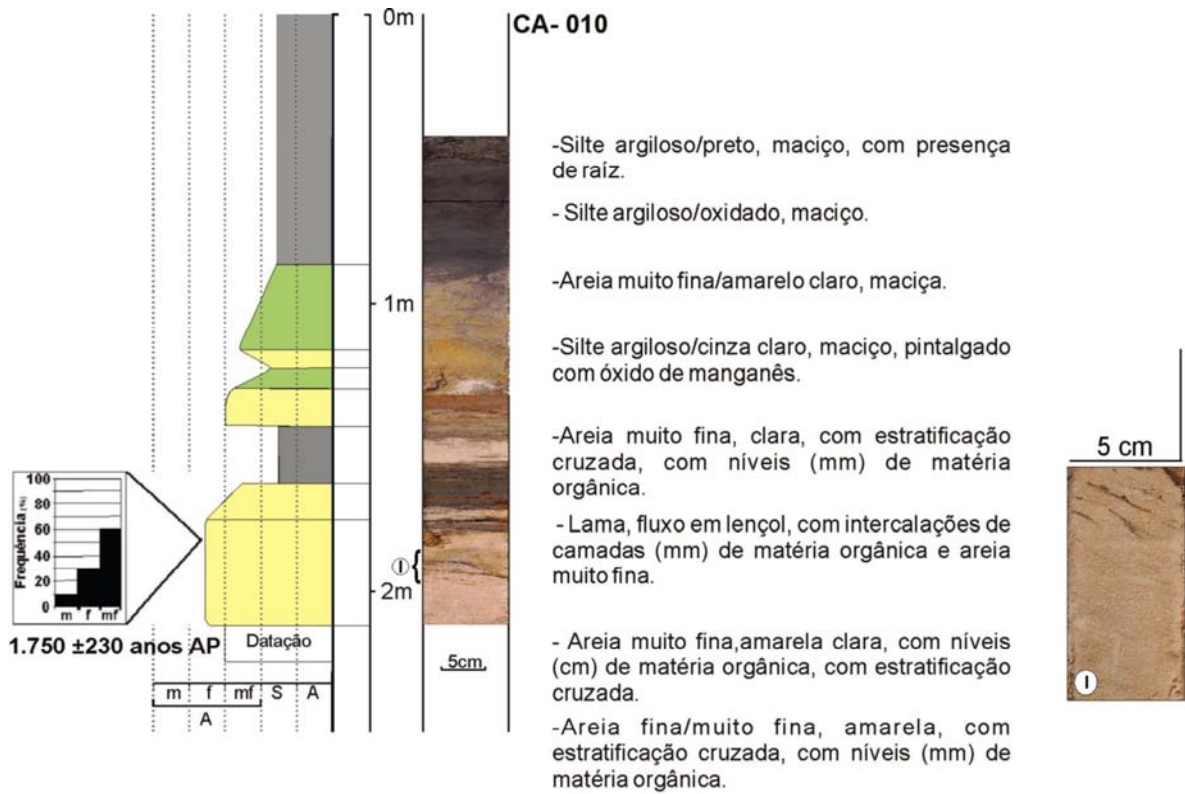 CA- 010
0m
1m
2m
-Silte argiloso/preto, maciço, com presença
de raíz.
- Silte argiloso/oxidado, maciço.
-Areia muito fina/amarelo claro, maciça.
-Silte argiloso/cinza claro, maciço, pintalgado
com óxido de manganês.
-Areia muito fina, clara, com estratificação
cruzada, com níveis (mm) de matéria
orgânica.
- Lama, fluxo em lençol, com intercalações de
camadas (mm) de matéria orgânica e areia
muito fina.
- Areia muito fina,amarela clara, com níveis
(cm) de matéria orgânica, com estratificação
cruzada.
-Areia fina/muito fina, amarela, com
estratificação cruzada, com níveis (mm) de
matéria orgânica.
Frequência (%)
100
80
60
40
20
0
m f mf
1.750 ±230 anos AP
Datação
m f mf S A
A
I
5cm
5 cm
I